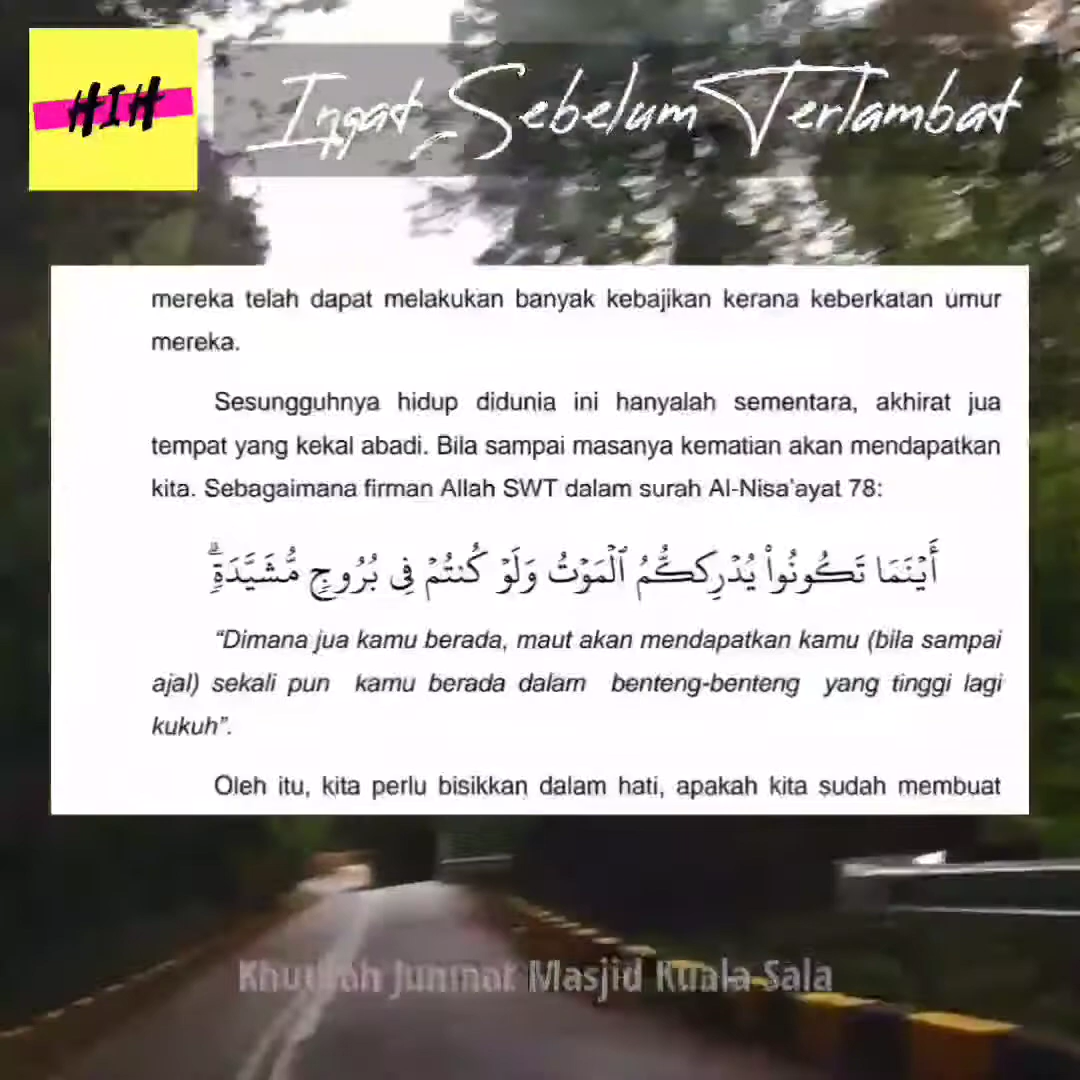 HIH
Ingat Sebelum Terlambat
mereka telah dapat melakukan banyak kebajikan kerana keberkatan umur
mereka.
Sesungguhnya hidup didunia ini hanyalah sementara, akhirat jua
tempat yang kekal abadi. Bila sampai masanya kematian akan mendapatkan
kita. Sebagaimana firman Allah SWT dalam surah Al-Nisa'ayat 78:
أَيْنَمَا تَكُونُوا۟ يُدْرِككُّمُ ٱلْمَوْتُ وَلَوْ كُنتُمْ فِى بُرُوجٍ مُّشَيَّدَةٍ ۗ
“Dimana jua kamu berada, maut akan mendapatkan kamu (bila sampai
ajal) sekali pun kamu berada dalam benteng-benteng yang tinggi lagi
kukuh”.
Oleh itu, kita perlu bisikkan dalam hati, apakah kita sudah membuat
Khutbah Jummat Masjid Kuala Sala